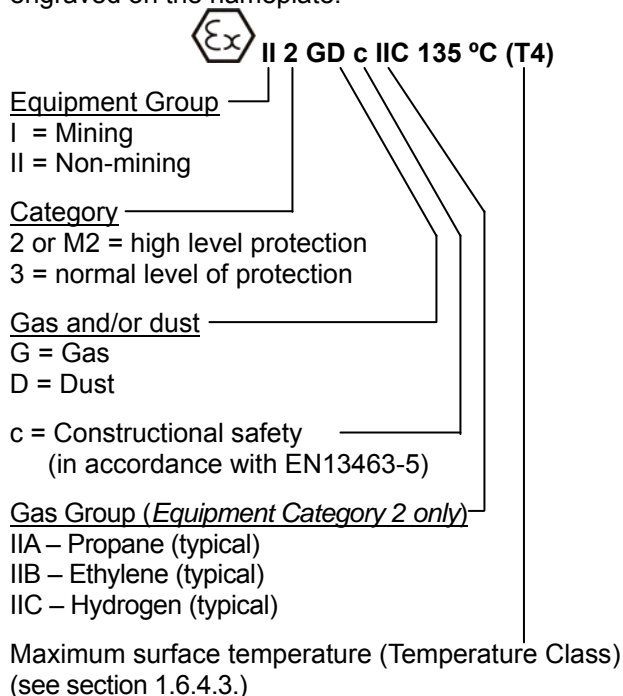 engraved on the nameplate.
Ex II 2 GD c IIC 135 ºC (T4)
Equipment Group
I = Mining
II = Non-mining
Category
2 or M2 = high level protection
3 = normal level of protection
Gas and/or dust
G = Gas
D = Dust
c = Constructional safety
(in accordance with EN13463-5)
Gas Group (Equipment Category 2 only)
IIA – Propane (typical)
IIB – Ethylene (typical)
IIC – Hydrogen (typical)
Maximum surface temperature (Temperature Class)
(see section 1.6.4.3.)